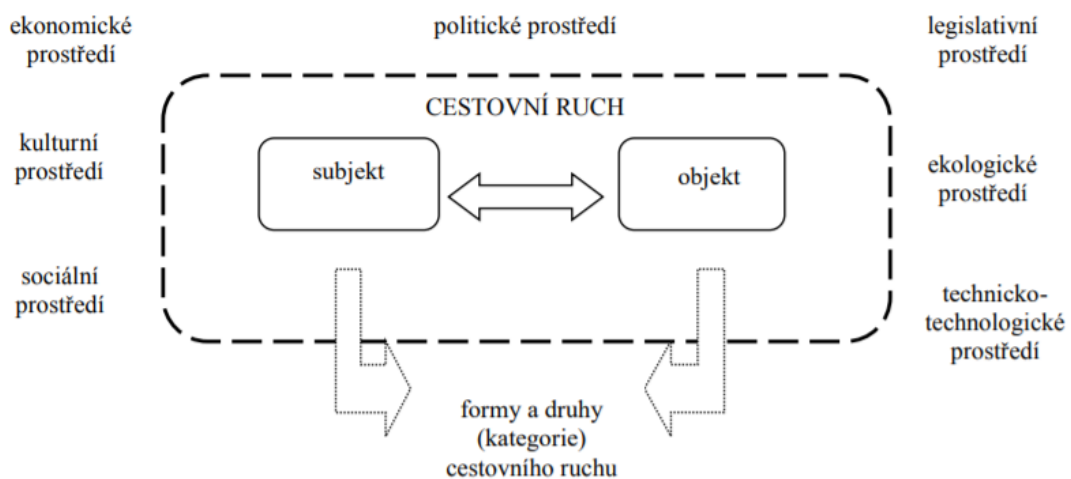 ekonomické
prostředí
politické prostředí
legislativní
prostředí
CESTOVNÍ RUCH
kulturní
prostředí
subjekt
objekt
ekologické
prostředí
sociální
prostředí
technicko-
technologické
prostředí
formy a druhy
(kategorie)
cestovního ruchu